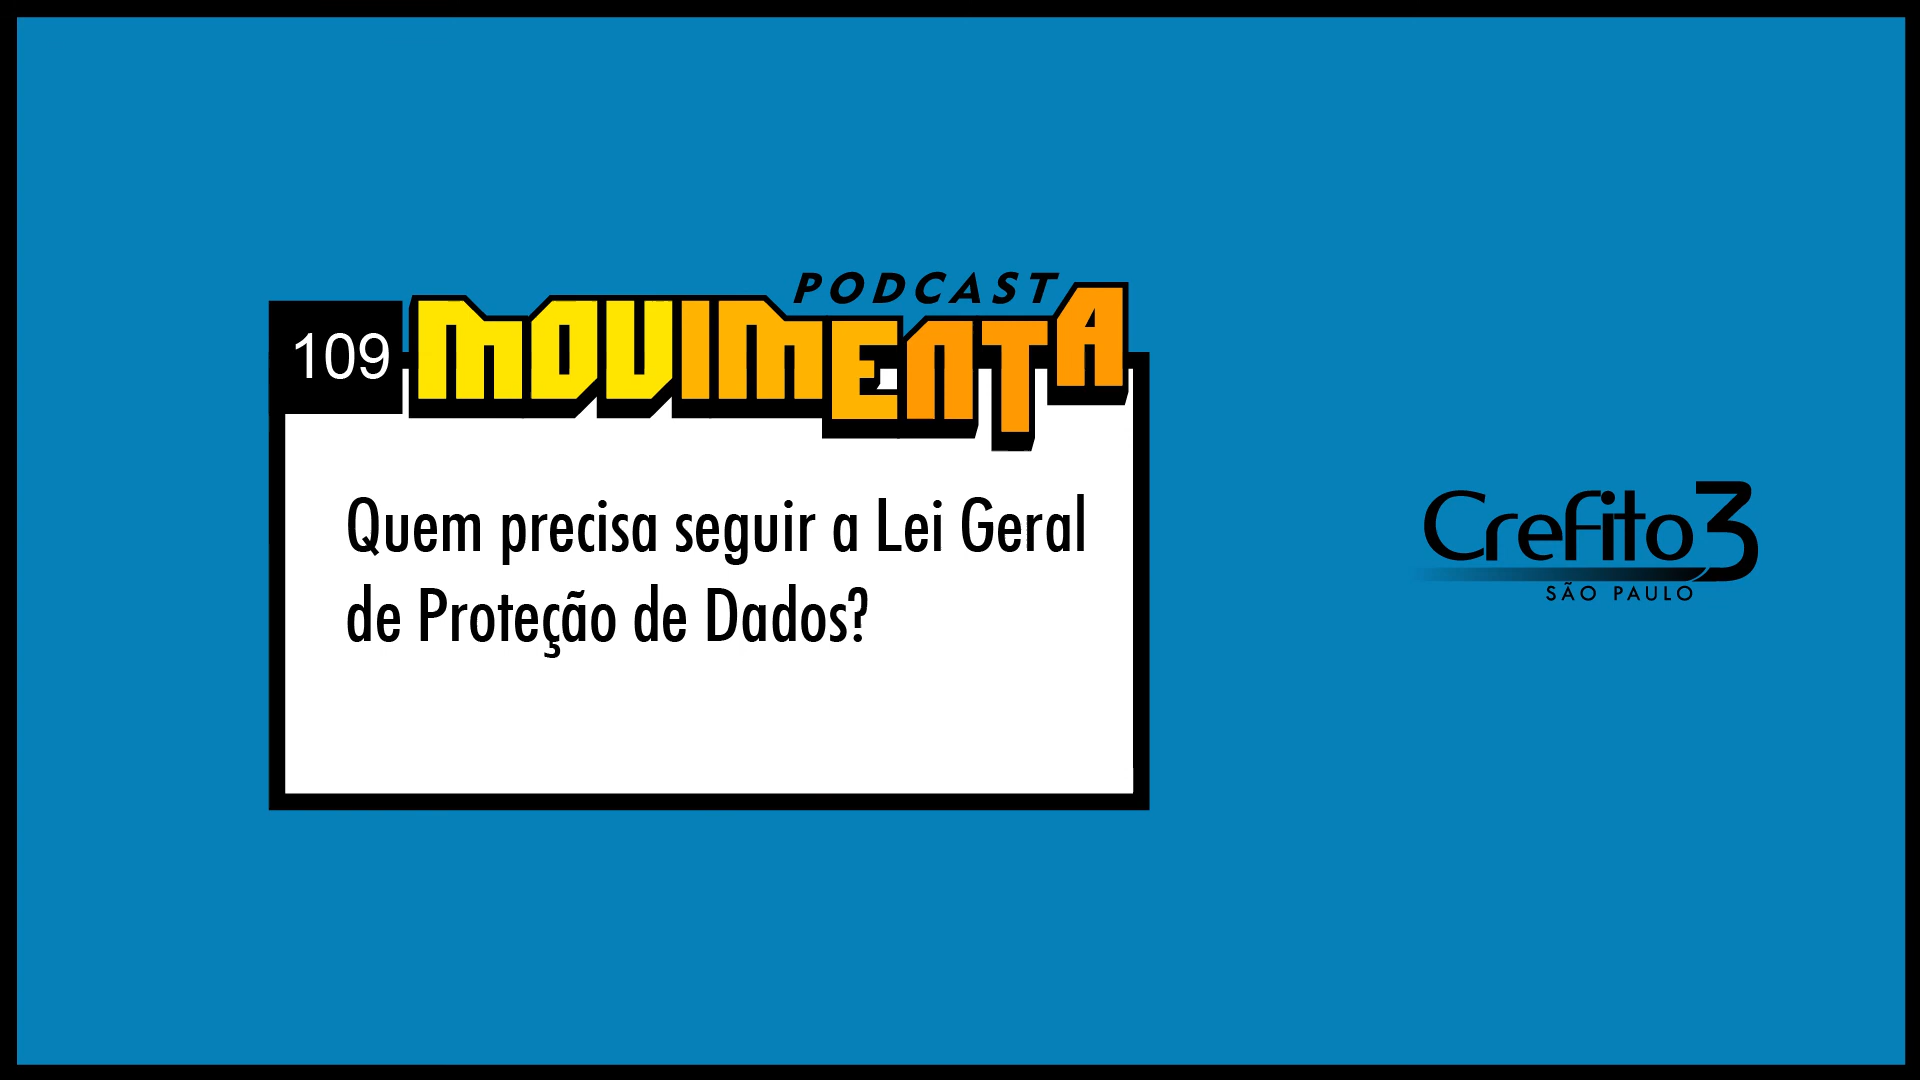 PODCAST
109 MOVIMENTA
Quem precisa seguir a Lei Geral
de Proteção de Dados?
Crefito3
SÃO PAULO